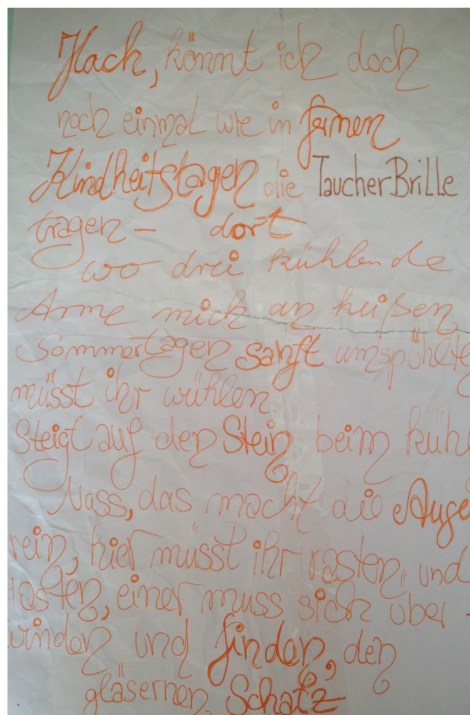 Hach, könnt ich doch
noch einmal wie in fernen
Kindheitstagen die TaucherBrille
tragen - dort
wo drei kühlende
Arme mich an heißen
Sommertagen sanft umspühlte
müsst ihr wühlen.
Steigt auf den Stein, beim kühl
Nass, das macht die Auge
rein, hier müsst ihr rasten, und
tasten, einer muss sich über-
winden und finden, den
gläsernen Schatz